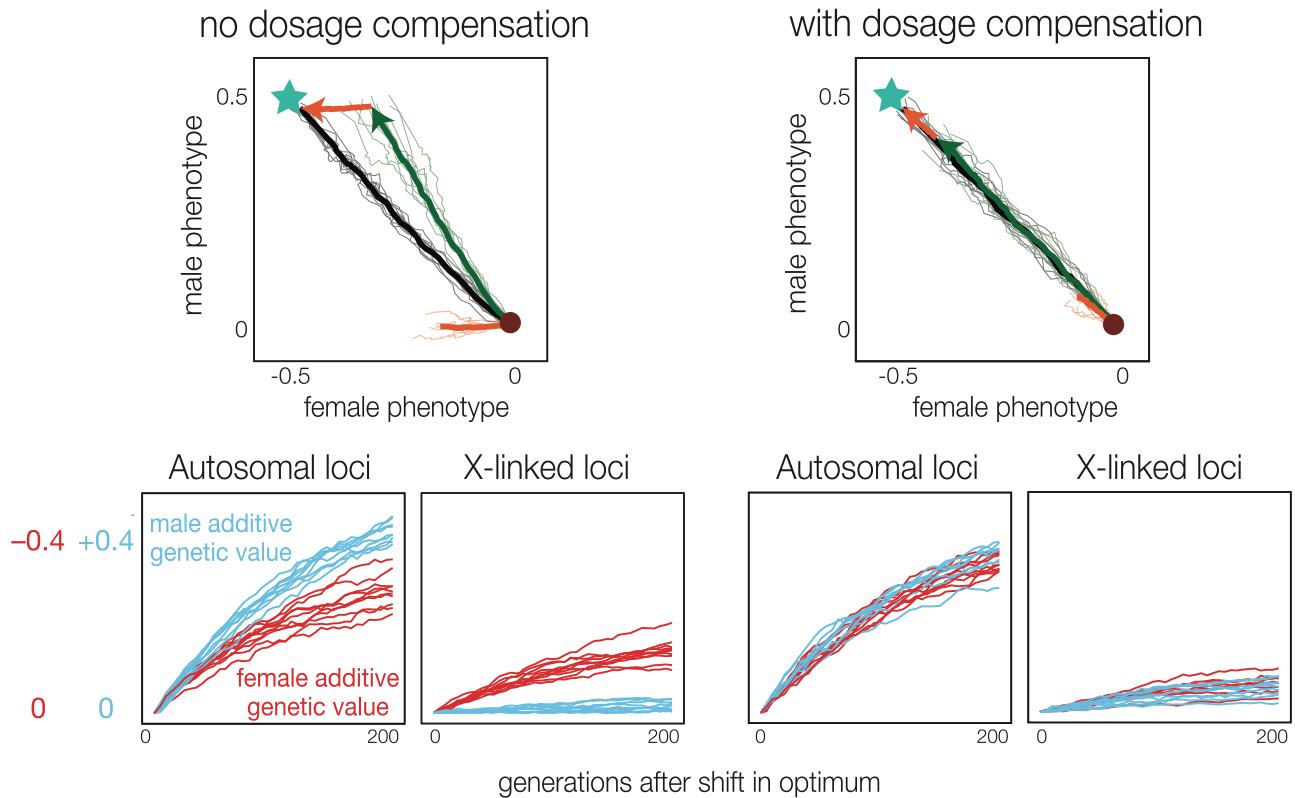 no dosage compensation
with dosage compensation
0.5
0
male phenotype
-0.5
0
female phenotype
0.5
0
male phenotype
-0.5
0
female phenotype
Autosomal loci
X-linked loci
Autosomal loci
X-linked loci
−0.4
+0.4
0
0
male additive
genetic value
female additive
genetic value
0
200
0
200
0
200
0
200
generations after shift in optimum